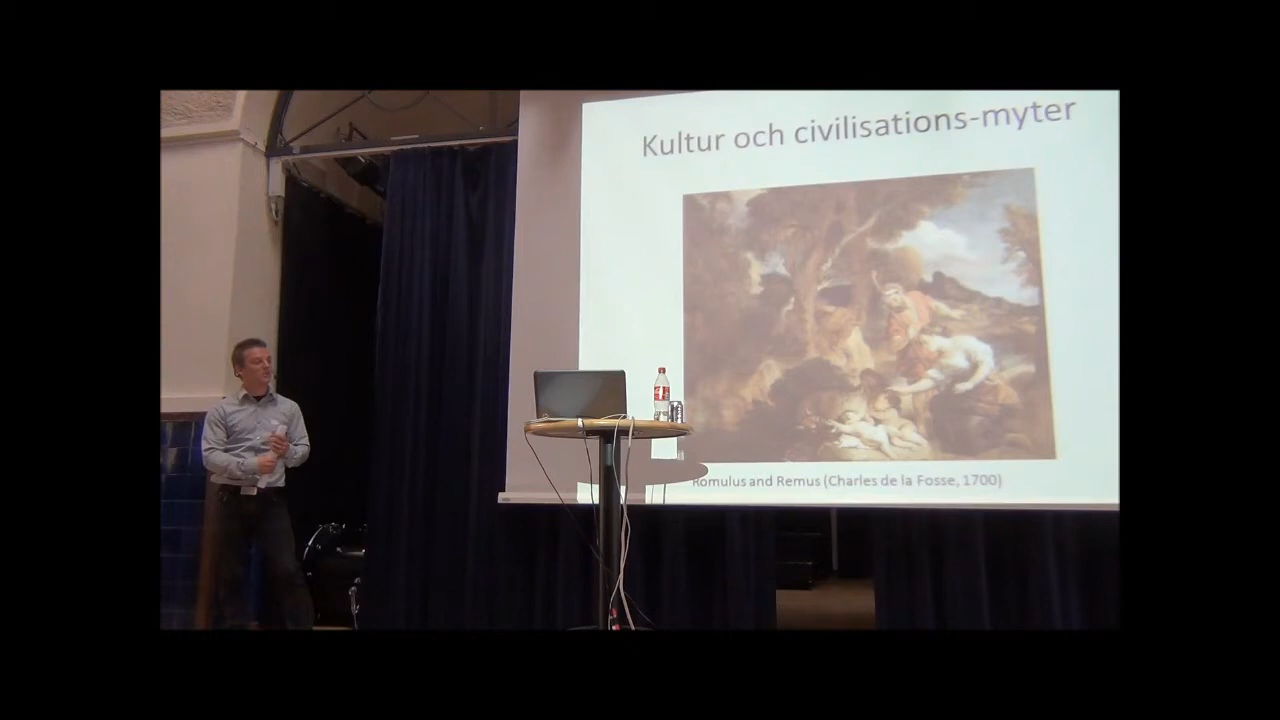 Kultur och civilisations-myter
Romulus and Remus (Charles de la Fosse, 1700)